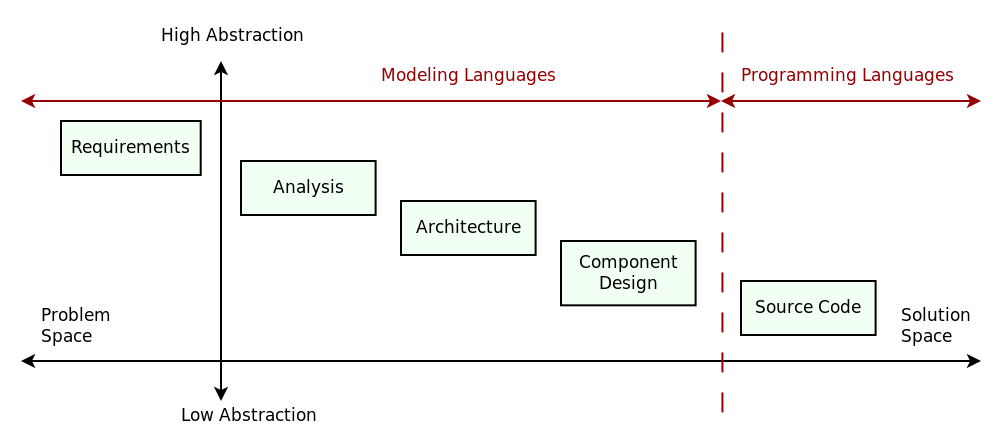 High Abstraction
Modeling Languages
Programming Languages
Requirements
Analysis
Architecture
Component
Design
Source Code
Problem
Space
Solution
Space
Low Abstraction